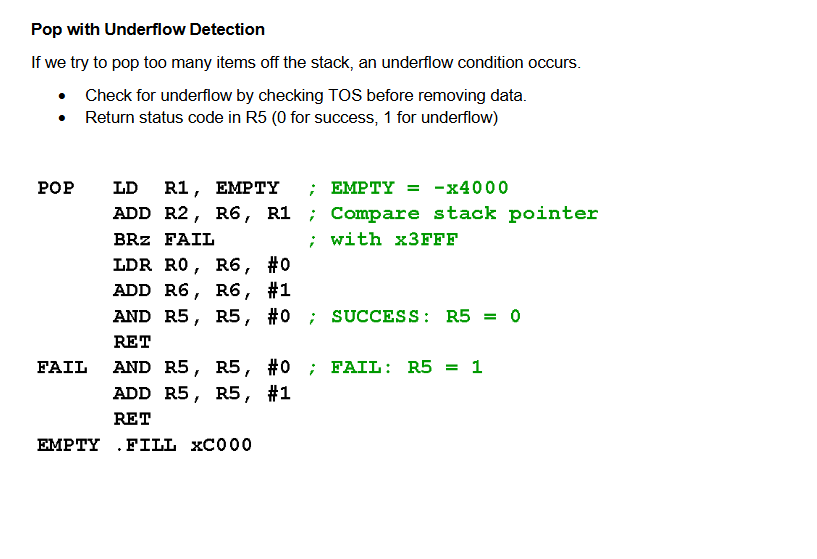 Pop with Underflow Detection
If we try to pop too many items off the stack, an underflow condition occurs.
• Check for underflow by checking TOS before removing data.
• Return status code in R5 (0 for success, 1 for underflow)
POP LD R1, EMPTY ; EMPTY = -x4000
ADD R2, R6, R1 ; Compare stack pointer
BRz FAIL ; with x3FFF
LDR R0, R6, #0
ADD R6, R6, #1
AND R5, R5, #0 ; SUCCESS: R5 = 0
RET
FAIL AND R5, R5, #0 ; FAIL: R5 = 1
ADD R5, R5, #1
RET
EMPTY .FILL xC000